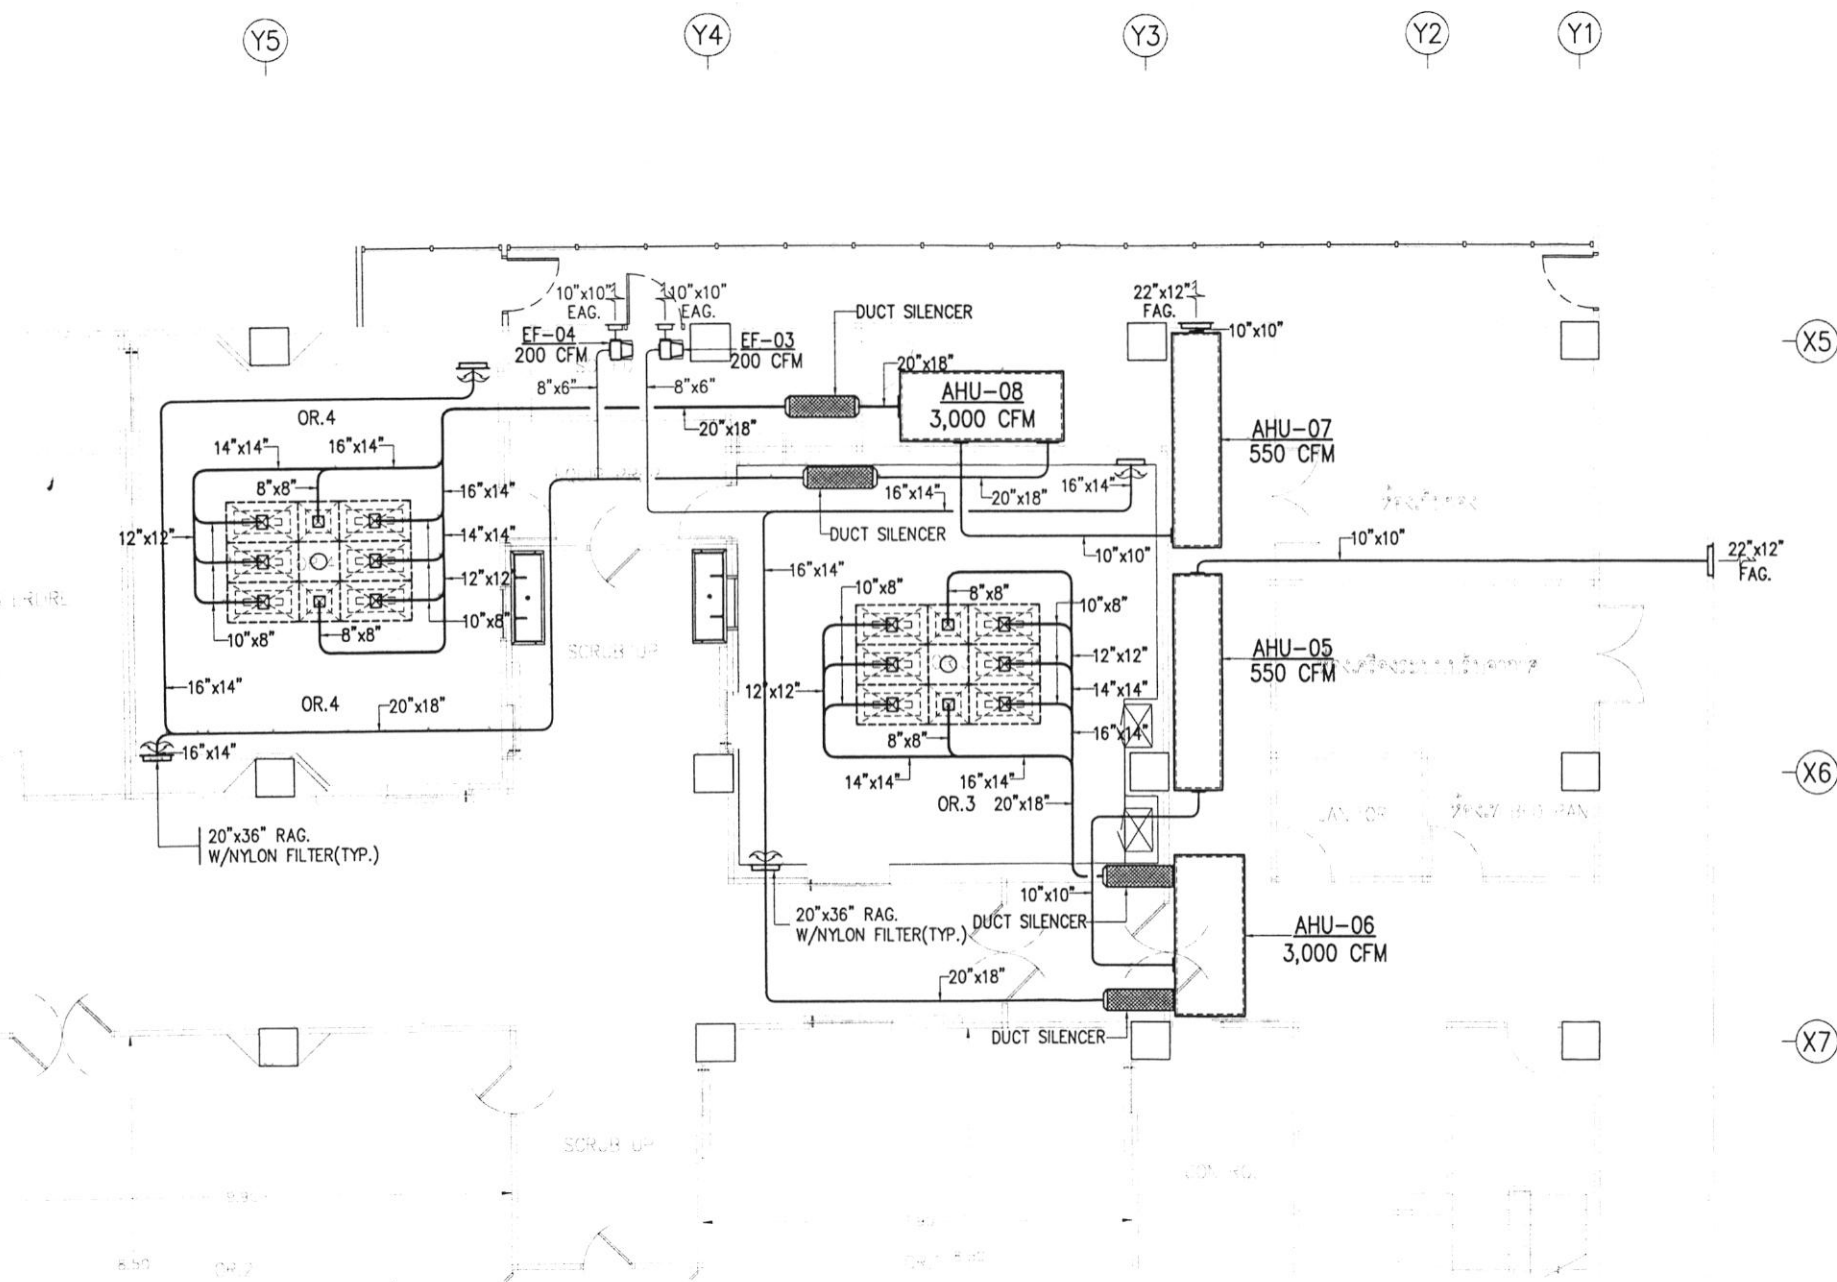 Y5
Y4
Y3
Y2
Y1
10"x10"
EAG.
10"x10"
EAG.
DUCT SILENCER
22"x12"
FAG.
10"x10"
EF-04
200 CFM
EF-03
200 CFM
X5
20"x18"
8"x6"
8"x6"
AHU-08
3,000 CFM
OR.4
20"x18"
AHU-07
550 CFM
14"x14"
16"x14"
8"x8"
16"x14"
16"x14"
20"x18"
16"x14"
12"x12"
14"x14"
DUCT SILENCER
10"x10"
10"x10"
22"x12"
FAG.
12"x12"
16"x14"
10"x8"
8"x8"
10"x8"
10"x8"
8"x8"
10"x8"
SCRUB UP
12"x12"
AHU-05
550 CFM
16"x14"
12"x12"
14"x14"
OR.4
20"x18"
8"x8"
16"x14"
16"x14"
14"x14"
16"x14"
X6
OR.3
20"x18"
20"x36" RAG.
W/NYLON FILTER(TYP.)
10"x10"
20"x36" RAG.
W/NYLON FILTER(TYP.)
DUCT SILENCER
AHU-06
3,000 CFM
20"x18"
DUCT SILENCER
X7
SCRUB UP
8.50
OR.2